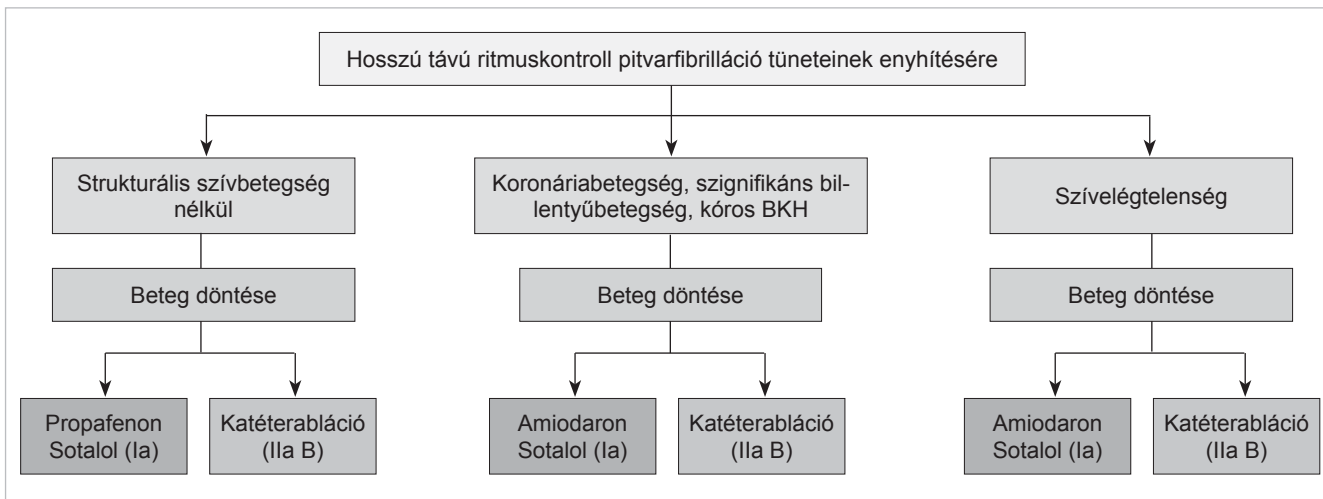 Hosszú távú ritmuskontroll pitvarfibrilláció tüneteinek enyhítésére
Strukturális szívbetegség
nélkül
Koronáriabetegség, szignifikáns bil-
lentyűbetegség, kóros BKH
Szívelégtelenség
Beteg döntése
Beteg döntése
Beteg döntése
Propafenon
Sotalol (Ia)
Katéterabláció
(IIa B)
Amiodaron
Sotalol (Ia)
Katéterabláció
(IIa B)
Amiodaron
Sotalol (Ia)
Katéterabláció
(IIa B)